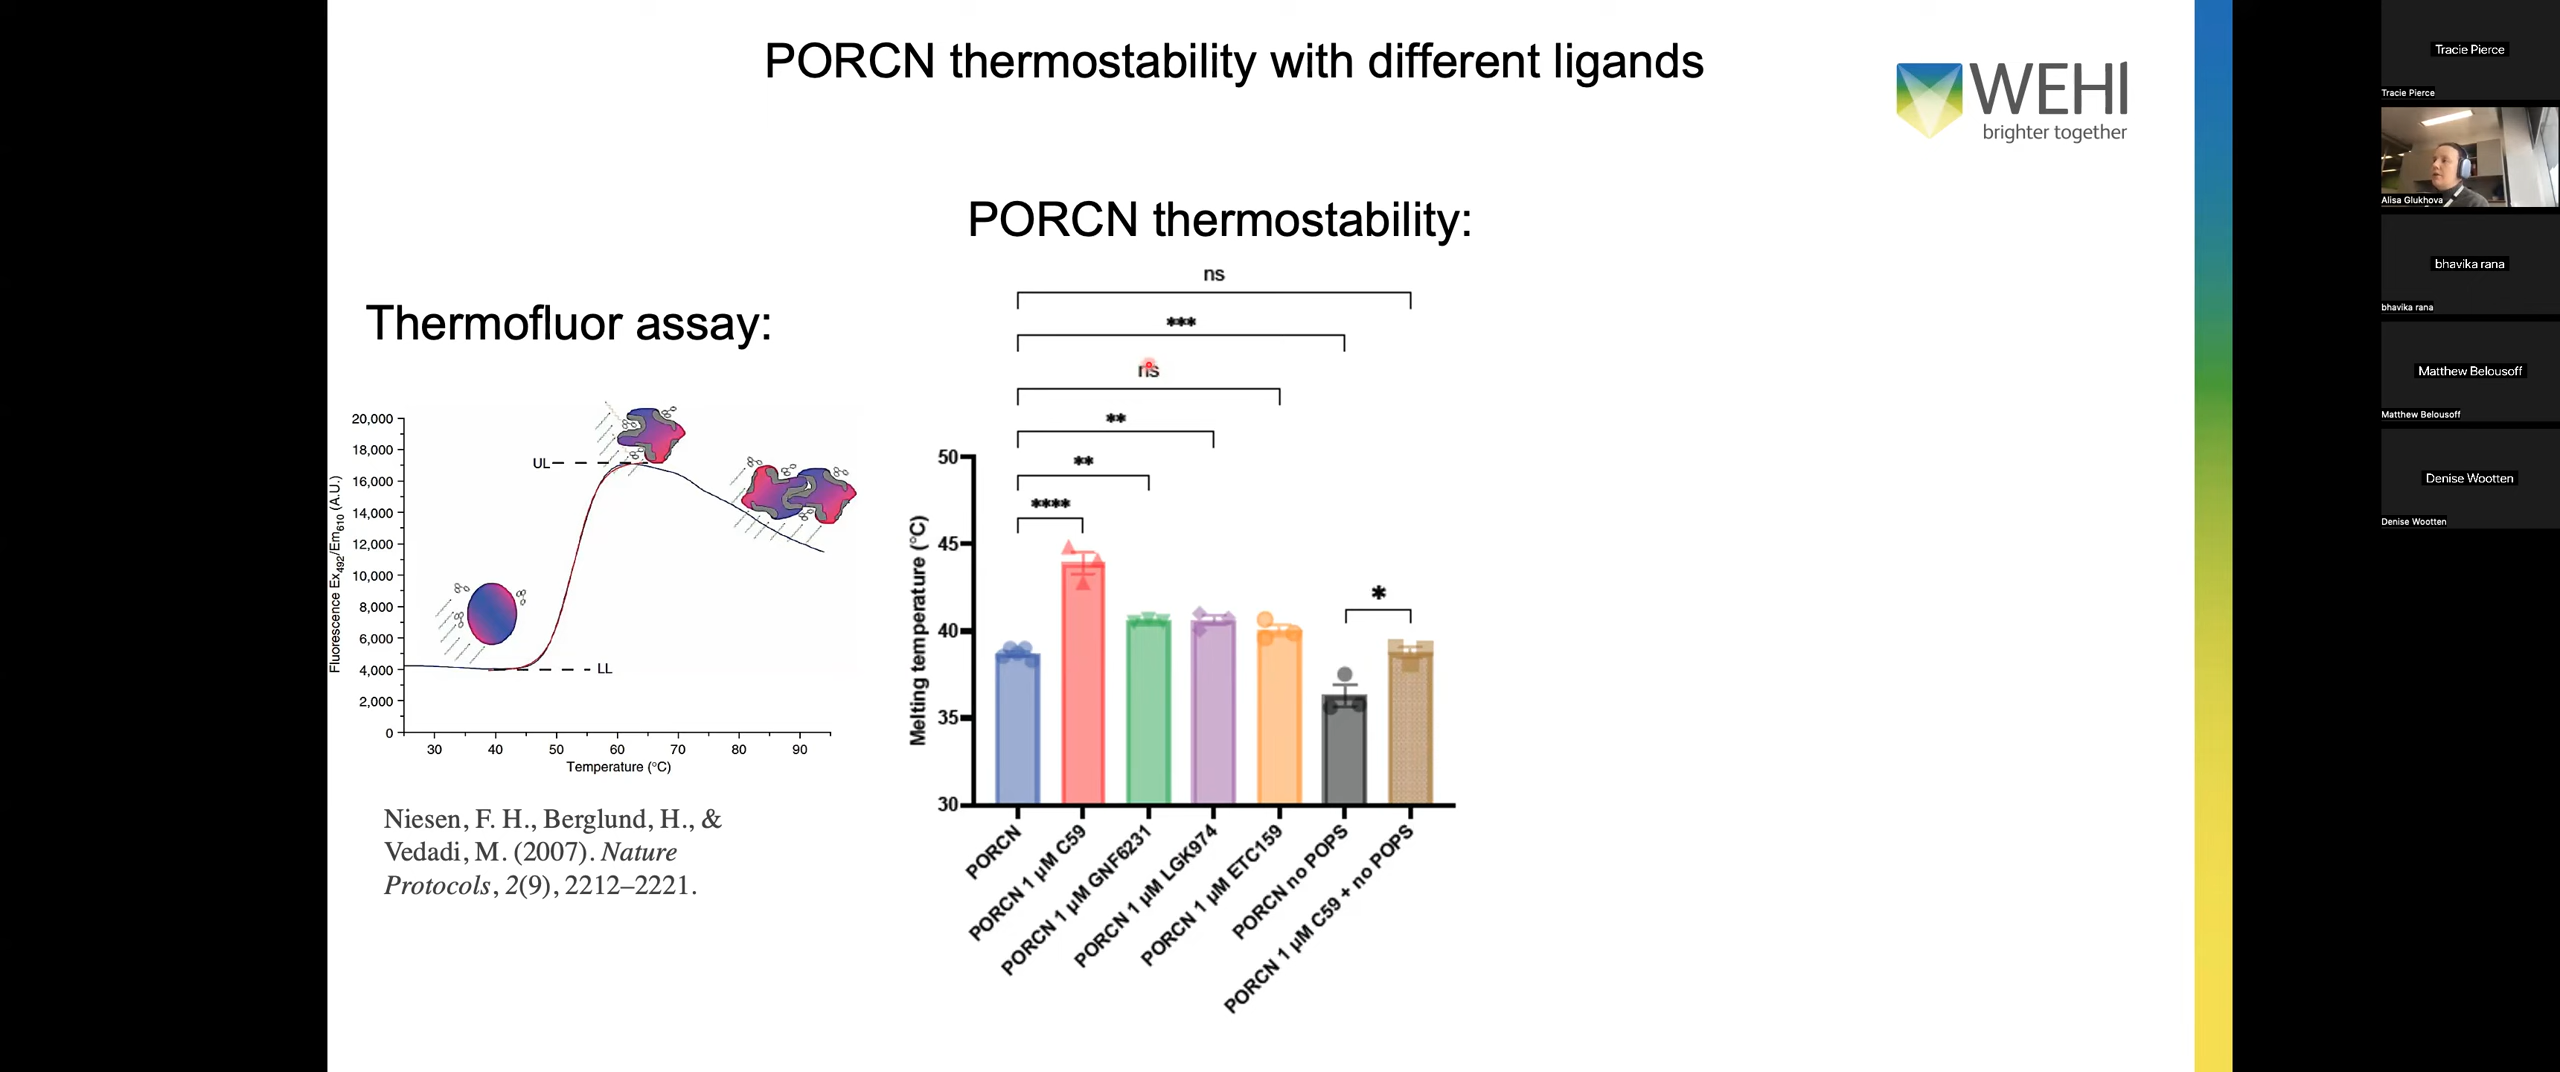 PORCN thermostability with different ligands
WEHI
brighter together
PORCN thermostability:
Thermofluor assay:
20,000
18,000
16,000
14,000
12,000
10,000
8,000
6,000
4,000
2,000
0
Fluorescence Ex492/Em610 (A.U.)
UL
LL
30 40 50 60 70 80 90
Temperature (°C)
Niesen, F. H., Berglund, H., &
Vedadi, M. (2007). Nature
Protocols, 2(9), 2212–2221.
ns
***
ns
**
**
****
*
50
45
40
35
30
Melting temperature (°C)
PORCN
PORCN 1 µM C59
PORCN 1 µM GNF6231
PORCN 1 µM LGK974
PORCN 1 µM ETC159
PORCN no POPS
PORCN 1 µM C59 + no POPS
Tracie Pierce
Tracie Pierce
Alisa Glukhova
bhavika rana
bhavika rana
Matthew Belousoff
Matthew Belousoff
Denise Wootten
Denise Wootten